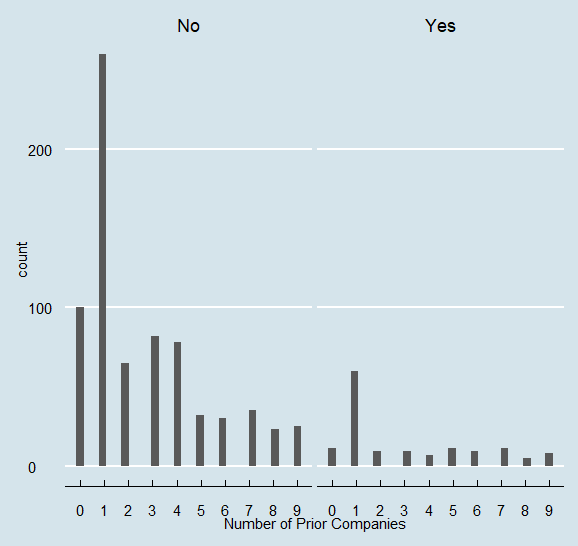 No Yes
200
100
0
count
0 1 2 3 4 5 6 7 8 9 0 1 2 3 4 5 6 7 8 9
Number of Prior Companies